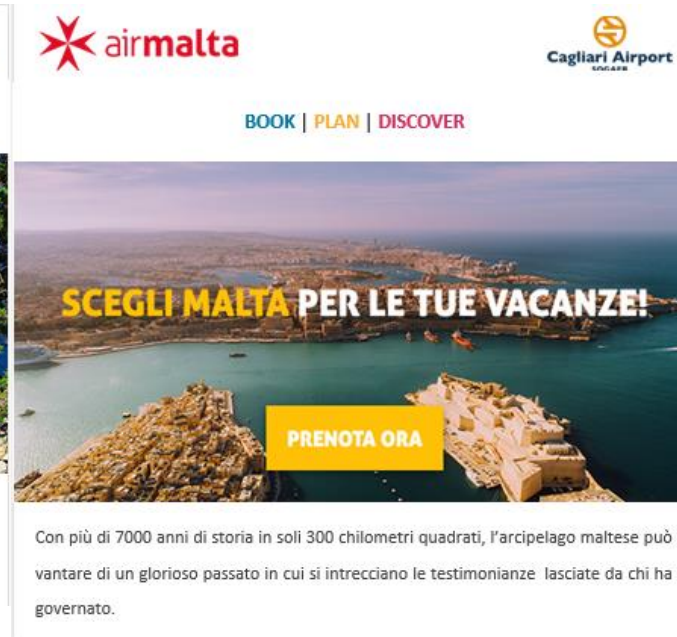 airmalta
Cagliari Airport
SOGAER
BOOK | PLAN | DISCOVER
SCEGLI MALTA PER LE TUE VACANZE!
PRENOTA ORA
Con più di 7000 anni di storia in soli 300 chilometri quadrati, l'arcipelago maltese può
vantare di un glorioso passato in cui si intrecciano le testimonianze lasciate da chi ha
governato.